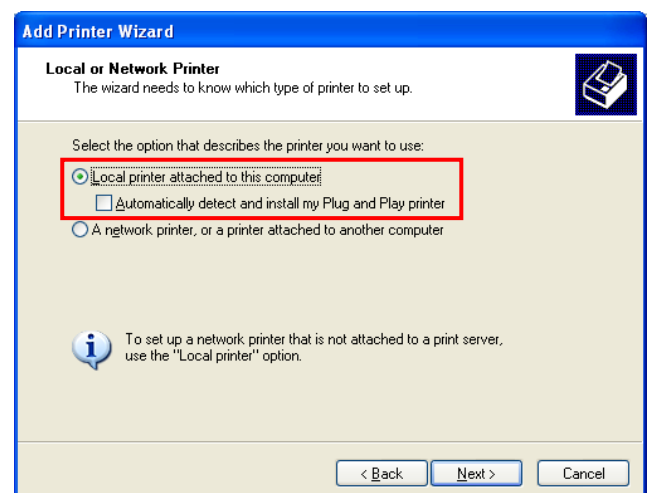 Add Printer Wizard
Local or Network Printer
The wizard needs to know which type of printer to set up.
Select the option that describes the printer you want to use:
Local printer attached to this computer
Automatically detect and install my Plug and Play printer
A network printer, or a printer attached to another computer
To set up a network printer that is not attached to a print server,
use the "Local printer" option.
< Back Next > Cancel